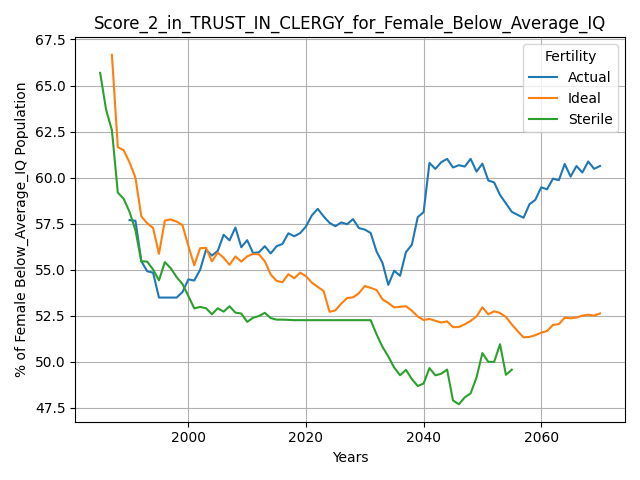 Score_2_in_TRUST_IN_CLERGY_for_Female_Below_Average_IQ
% of Female Below_Average_IQ Population
67.5
65.0
62.5
60.0
57.5
55.0
52.5
50.0
47.5
Fertility
Actual
Ideal
Sterile
2000
2020
2040
2060
Years